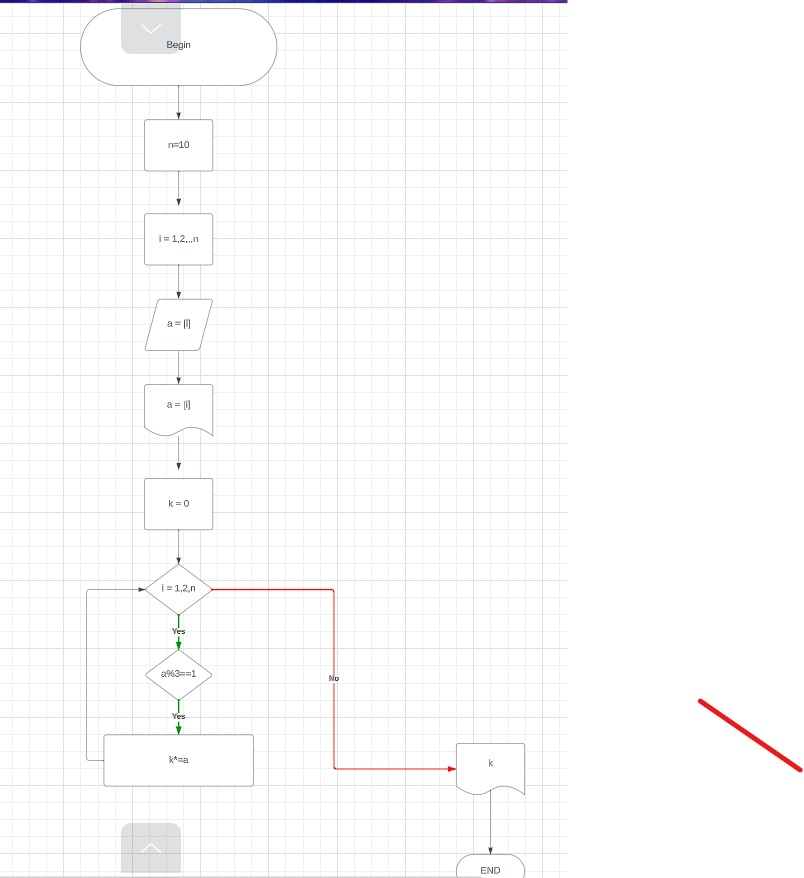 Begin
n=10
i = 1,2,..n
a = [i]
a = [i]
k = 0
i = 1,2,n
Yes
a%3==1
No
Yes
k*=a
k
END